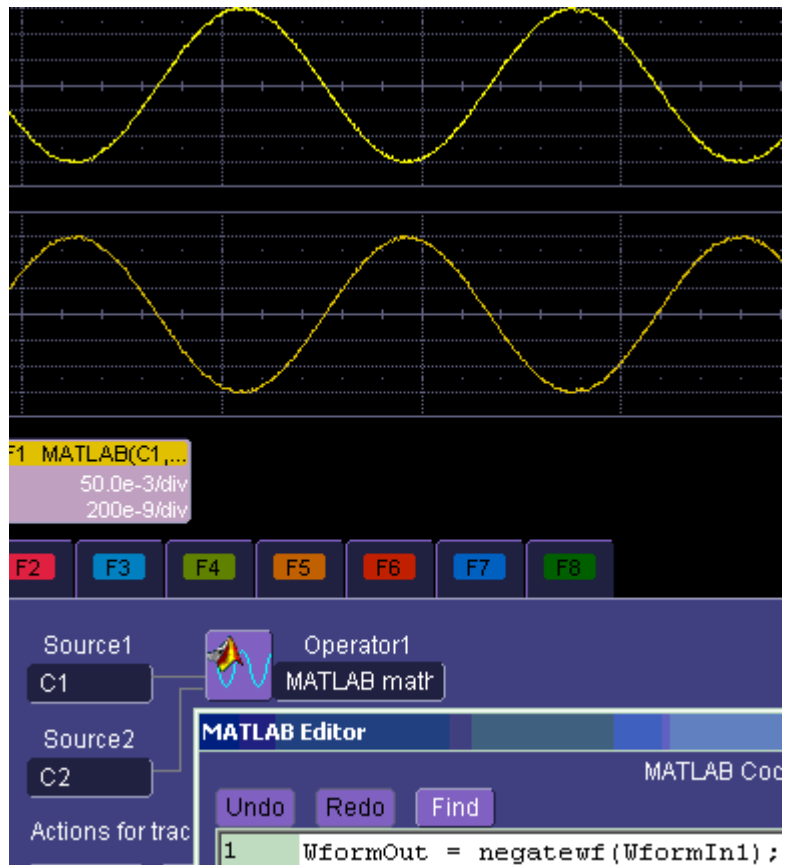 F1 MATLAB(C1,...
50.0e-3/div
200e-9/div
F2 F3 F4 F5 F6 F7 F8
Source1
Operator1
C1
MATLAB math
Source2
MATLAB Editor
C2
MATLAB Coc
Undo Redo Find
Actions for trac
1 WformOut = negatewf(WformIn1);